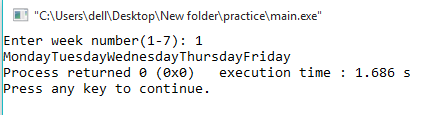 "C:\Users\dell\Desktop\New folder\practice\main.exe"
Enter week number(1-7): 1
MondayTuesdayWednesdayThursdayFriday
Process returned 0 (0x0)   execution time : 1.686 s
Press any key to continue.